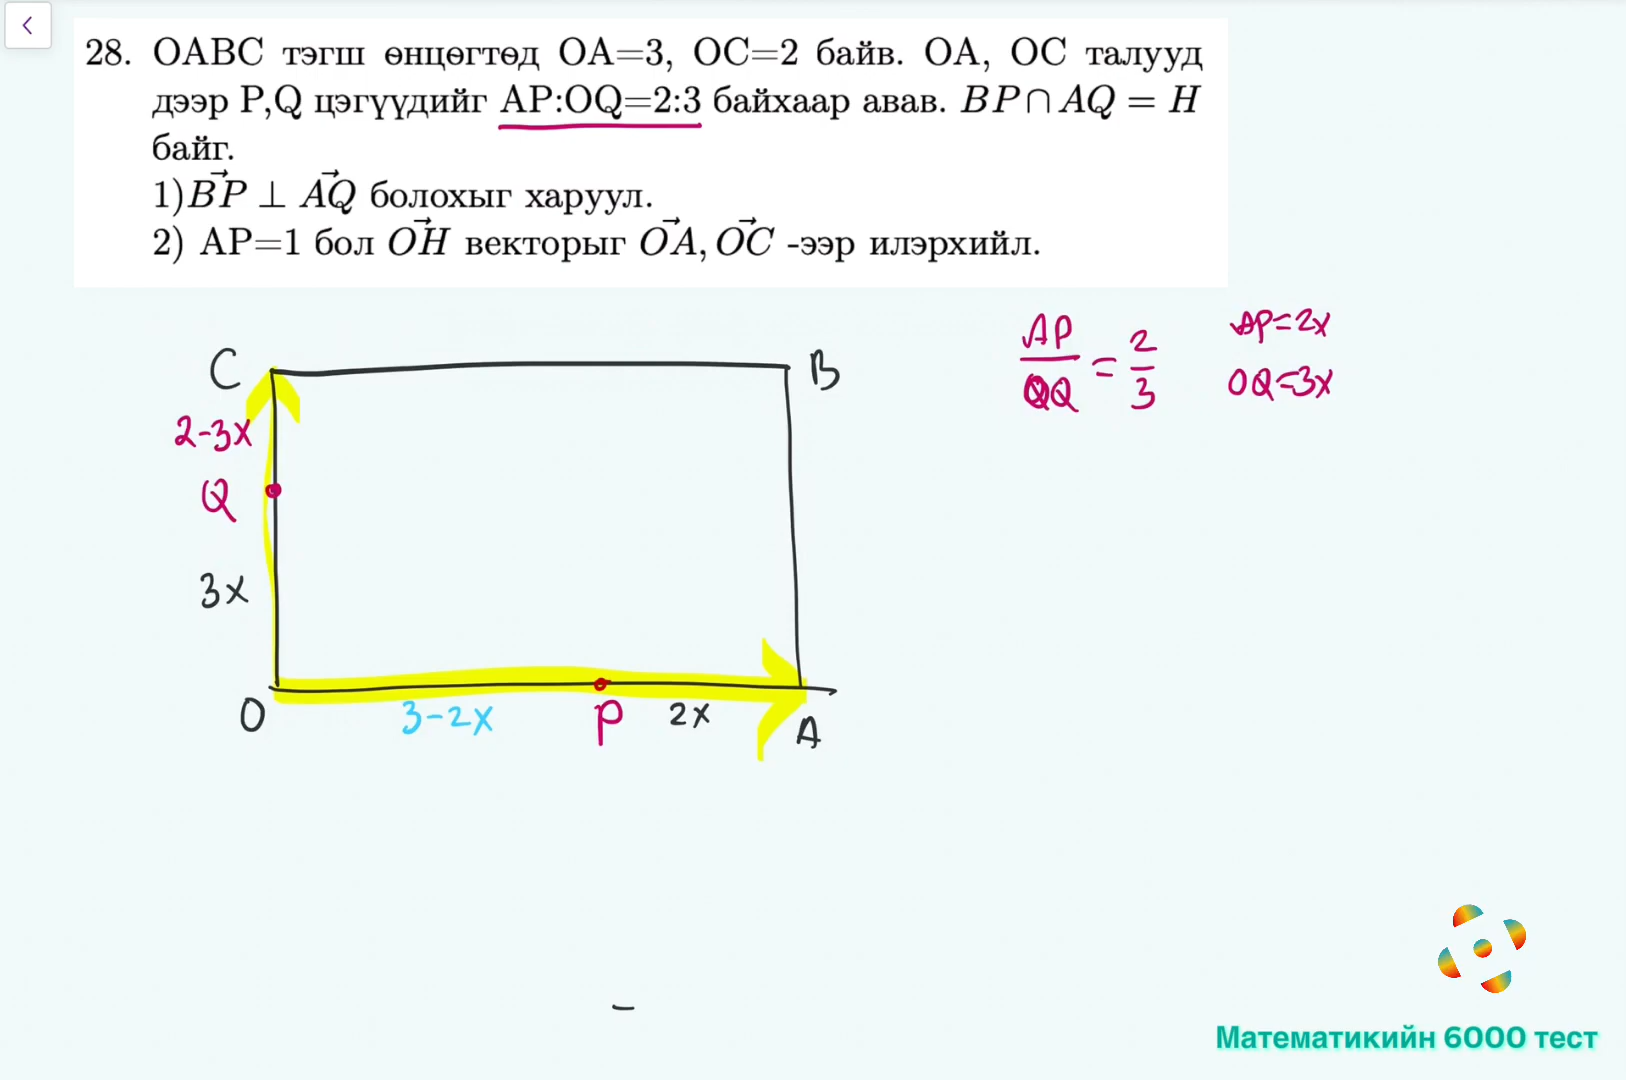 28. OABC тэгш өнцөгтөд OA=3, OC=2 байв. OA, OC талууд
дээр P,Q цэгүүдийг AP:OQ=2:3 байхаар авав. BP∩AQ = H
байг.
1)B⃗P ⊥ A⃗Q болохыг харуул.
2) AP=1 бол O⃗H векторыг O⃗A, O⃗C -ээр илэрхийл.
AP/OQ = 2/3
AP=2x
OQ=3x
C
B
2-3x
Q
3x
O
3-2x
P
2x
A
Математикийн 6000 тест